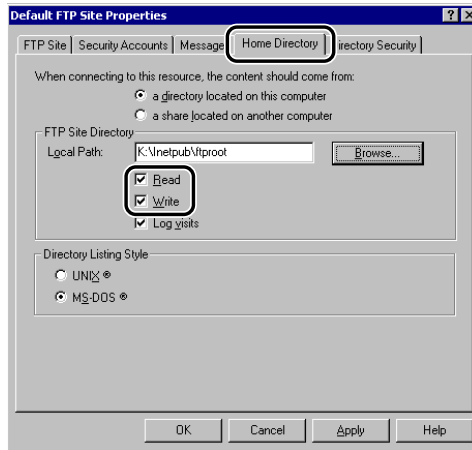 Default FTP Site Properties
FTP Site Security Accounts Message Home Directory irectory Security
When connecting to this resource, the content should come from:
a directory located on this computer
a share located on another computer
FTP Site Directory
Local Path: K:\Inetpub\ftproot Browse...
Read
Write
Log visits
Directory Listing Style
UNIX ®
MS-DOS ®
OK Cancel Apply Help